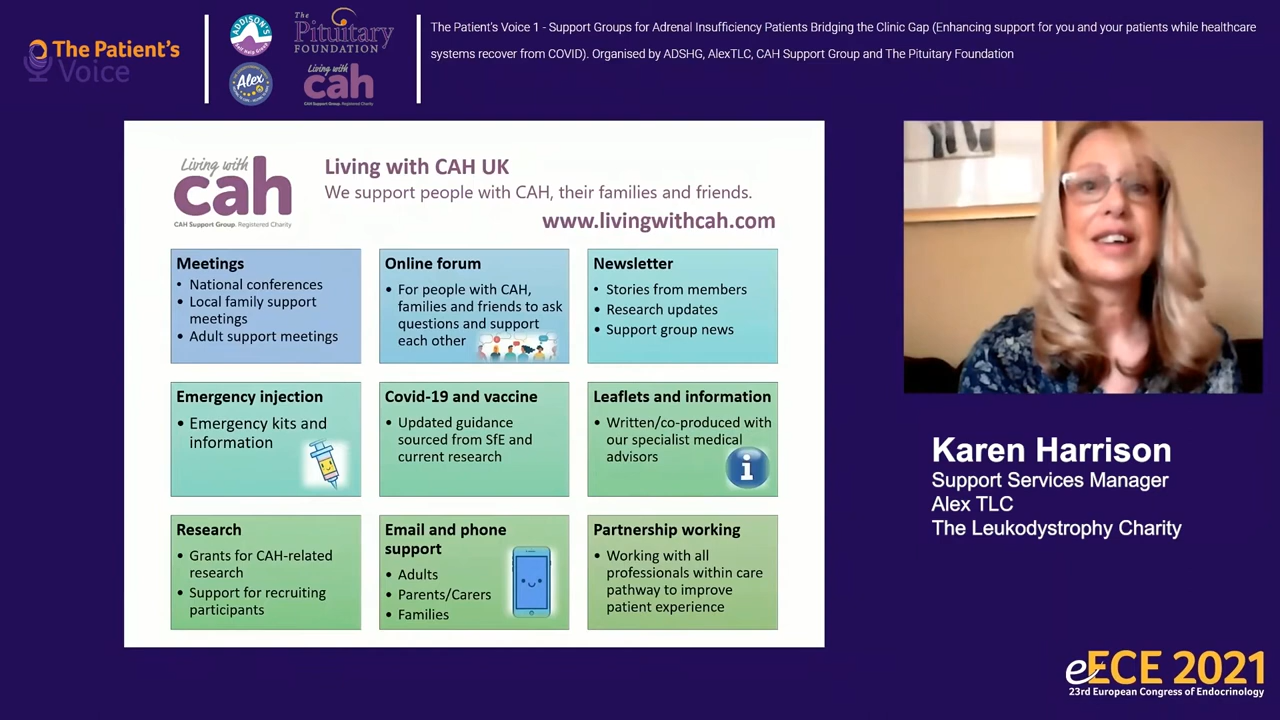 The Patient's
Voice
ADDISON'S
Self Help Group
The
Pituitary
FOUNDATION
Alex
Living with
cah
CAH Support Group. Registered Charity
The Patient's Voice 1 - Support Groups for Adrenal Insufficiency Patients Bridging the Clinic Gap (Enhancing support for you and your patients while healthcare
systems recover from COVID). Organised by ADSHG, AlexTLC, CAH Support Group and The Pituitary Foundation
Living with
cah
CAH Support Group. Registered Charity
Living with CAH UK
We support people with CAH, their families and friends.
www.livingwithcah.com
Meetings
• National conferences
• Local family support
meetings
• Adult support meetings
Online forum
• For people with CAH,
families and friends to ask
questions and support
each other
Newsletter
• Stories from members
• Research updates
• Support group news
Emergency injection
• Emergency kits and
information
Covid-19 and vaccine
• Updated guidance
sourced from SfE and
current research
Leaflets and information
• Written/co-produced with
our specialist medical
advisors
i
Research
• Grants for CAH-related
research
• Support for recruiting
participants
Email and phone
support
• Adults
• Parents/Carers
• Families
Partnership working
• Working with all
professionals within care
pathway to improve
patient experience
Karen Harrison
Support Services Manager
Alex TLC
The Leukodystrophy Charity
eECE 2021
23rd European Congress of Endocrinology